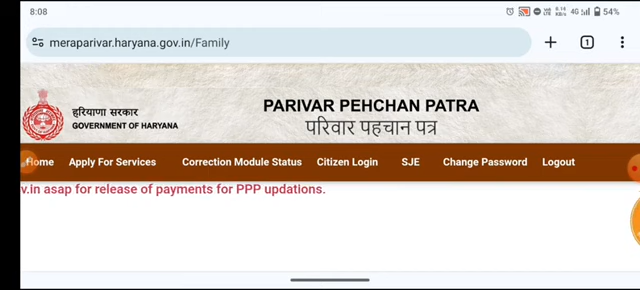 8:08
4G 54%
meraparivar.haryana.gov.in/Family
1
हरियाणा सरकार
GOVERNMENT OF HARYANA
PARIVAR PEHCHAN PATRA
परिवार पहचान पत्र
Home Apply For Services Correction Module Status Citizen Login SJE Change Password Logout
v.in asap for release of payments for PPP updations.